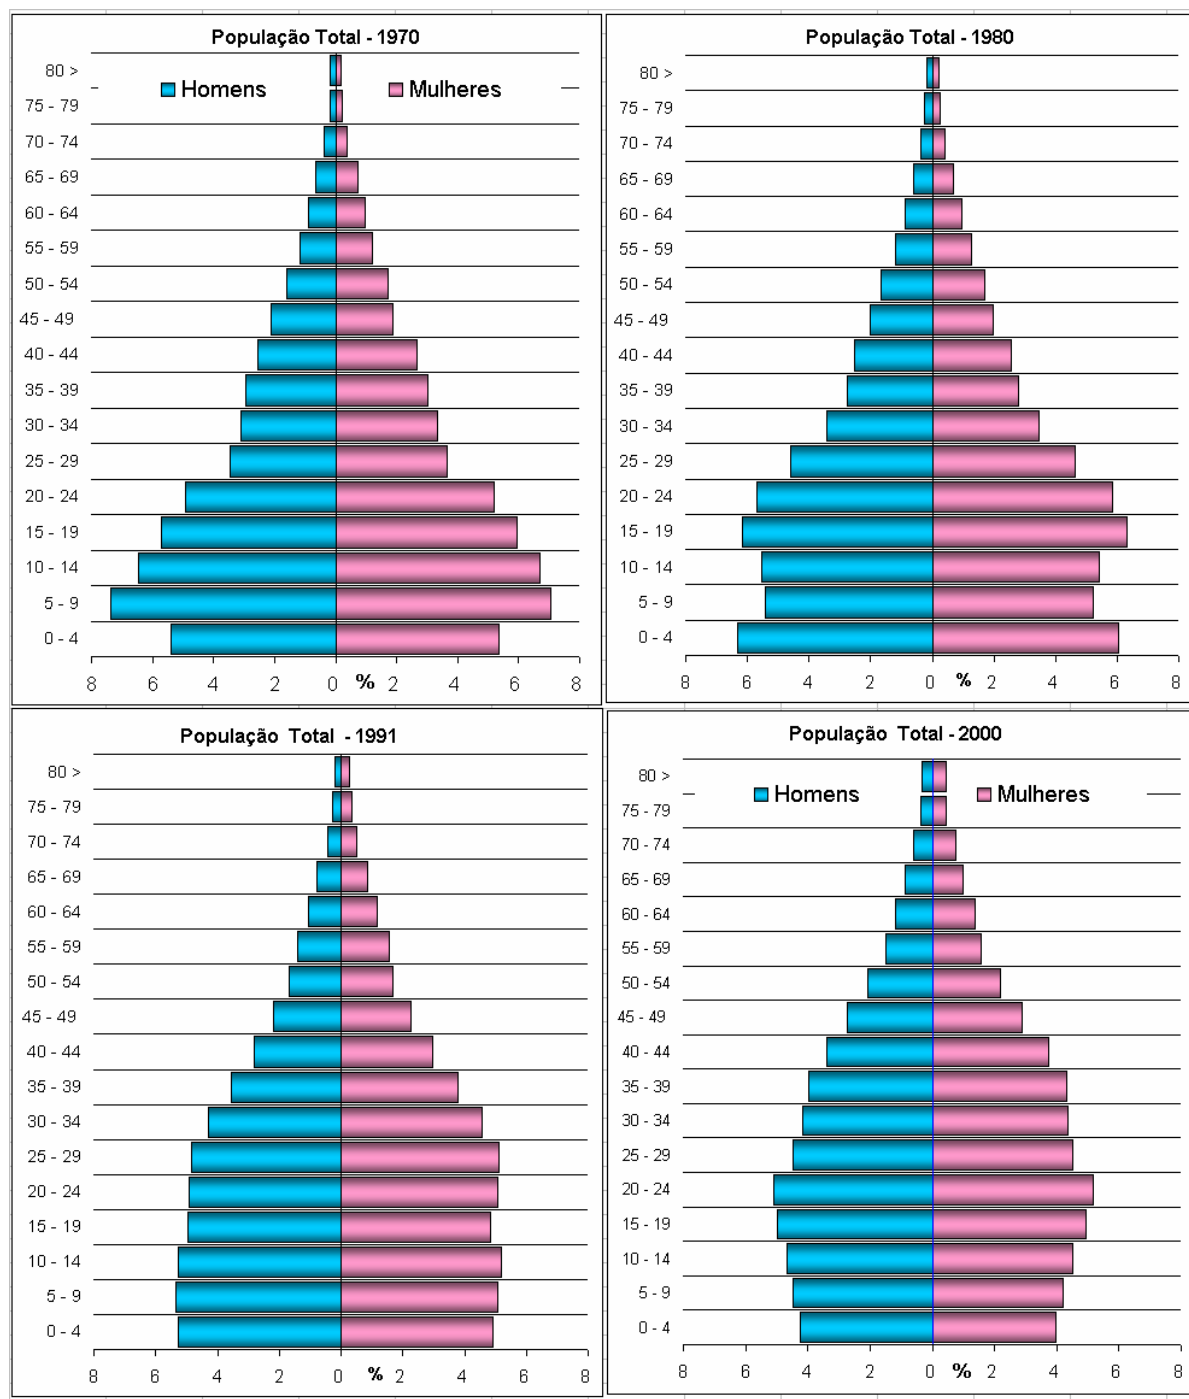 População Total - 1970
80 >
Homens Mulheres
75 - 79
70 - 74
65 - 69
60 - 64
55 - 59
50 - 54
45 - 49
40 - 44
35 - 39
30 - 34
25 - 29
20 - 24
15 - 19
10 - 14
5 - 9
0 - 4
8 6 4 2 0 % 2 4 6 8
População Total - 1980
80 >
75 - 79
70 - 74
65 - 69
60 - 64
55 - 59
50 - 54
45 - 49
40 - 44
35 - 39
30 - 34
25 - 29
20 - 24
15 - 19
10 - 14
5 - 9
0 - 4
8 6 4 2 0 % 2 4 6 8
População Total - 1991
80 >
75 - 79
70 - 74
65 - 69
60 - 64
55 - 59
50 - 54
45 - 49
40 - 44
35 - 39
30 - 34
25 - 29
20 - 24
15 - 19
10 - 14
5 - 9
0 - 4
8 6 4 2 0 % 2 4 6 8
População Total - 2000
80 >
Homens Mulheres
75 - 79
70 - 74
65 - 69
60 - 64
55 - 59
50 - 54
45 - 49
40 - 44
35 - 39
30 - 34
25 - 29
20 - 24
15 - 19
10 - 14
5 - 9
0 - 4
8 6 4 2 0 % 2 4 6 8